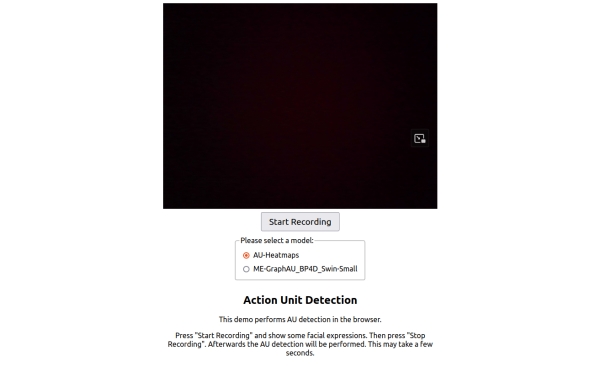 Start Recording
Please select a model:
AU-Heatmaps
ME-GraphAU_BP4D_Swin-Small
Action Unit Detection
This demo performs AU detection in the browser.
Press "Start Recording" and show some facial expressions. Then press "Stop
Recording". Afterwards the AU detection will be performed. This may take a few
seconds.